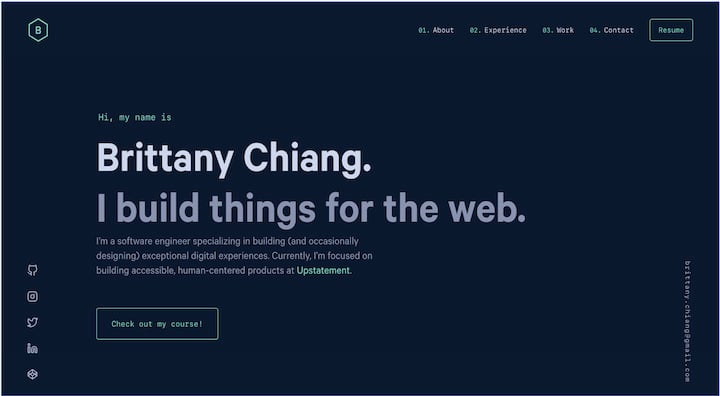 B
01. About 02. Experience 03. Work 04. Contact Resume
Hi, my name is
Brittany Chiang.
I build things for the web.
I'm a software engineer specializing in building (and occasionally
designing) exceptional digital experiences. Currently, I'm focused on
building accessible, human-centered products at Upstatement.
Check out my course!
brittany.chiang@gmail.com